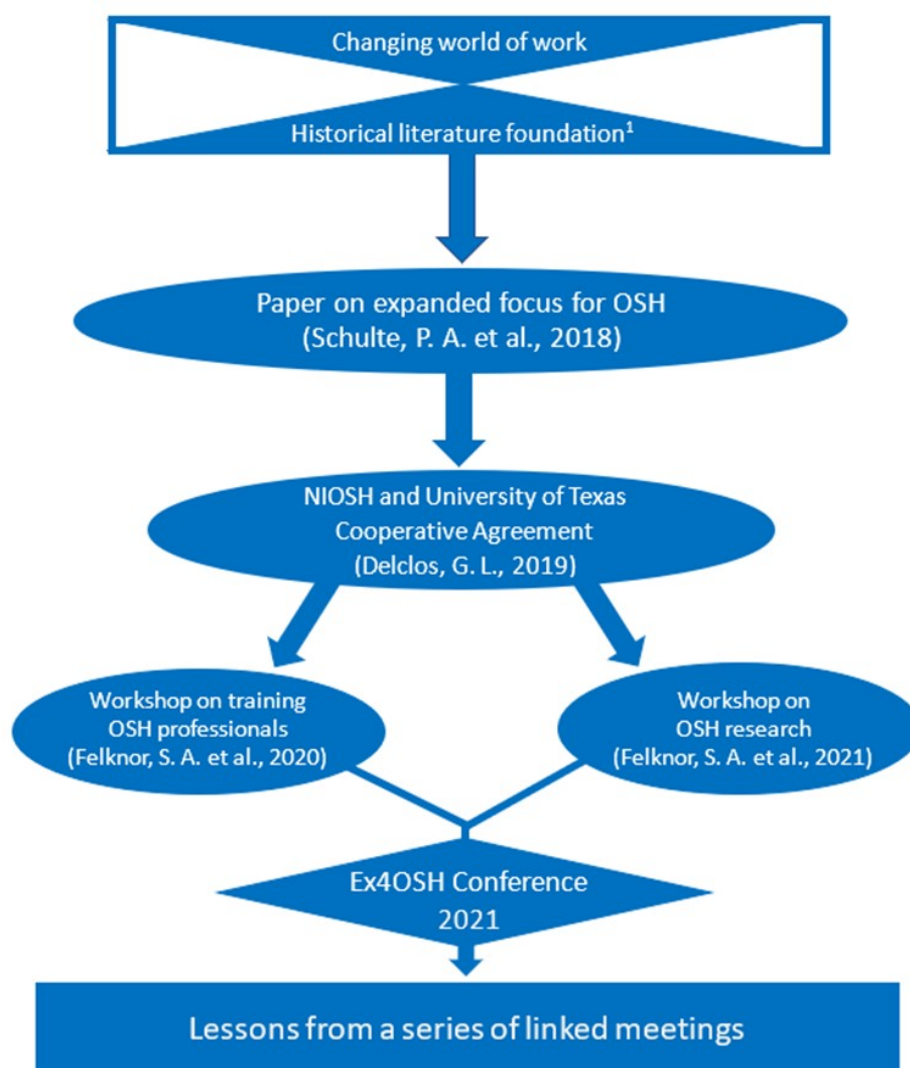 Changing world of work
Historical literature foundation¹
Paper on expanded focus for OSH
(Schulte, P. A. et al., 2018)
NIOSH and University of Texas
Cooperative Agreement
(Delclos, G. L., 2019)
Workshop on training
OSH professionals
(Felknor, S. A. et al., 2020)
Workshop on
OSH research
(Felknor, S. A. et al., 2021)
Ex4OSH Conference
2021
Lessons from a series of linked meetings